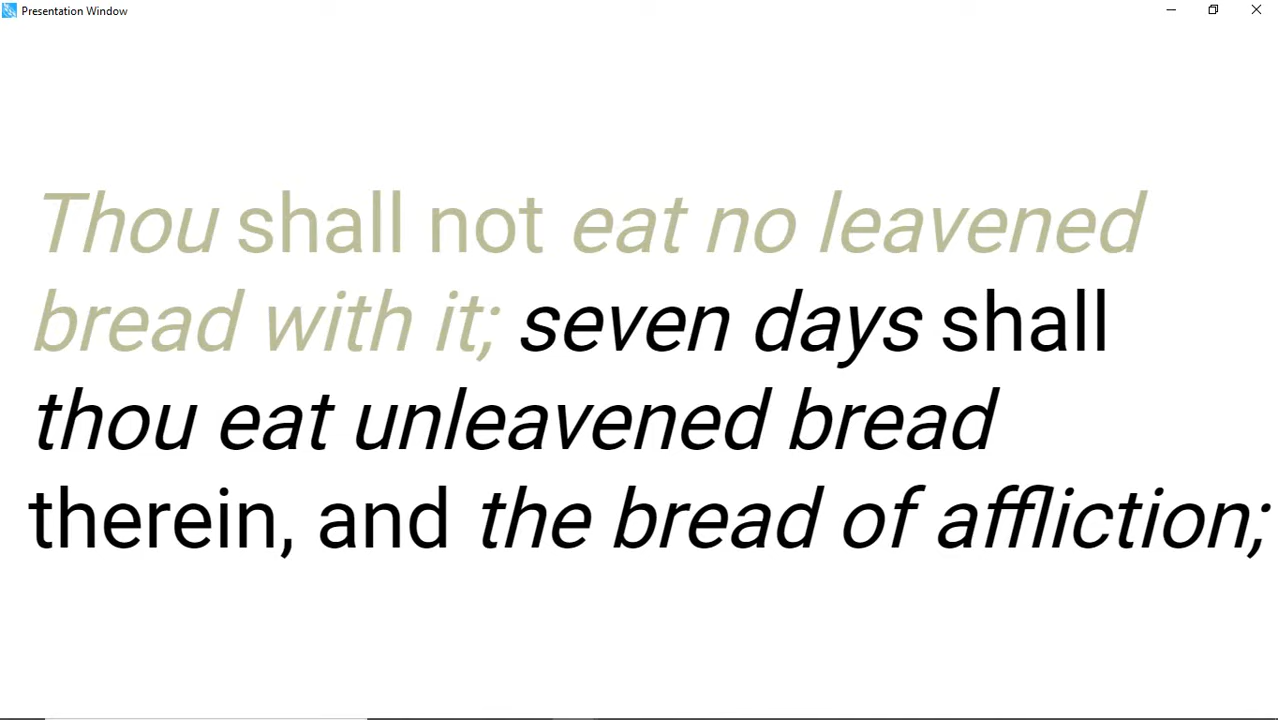 Presentation Window
Thou shall not eat no leavened
bread with it; seven days shall
thou eat unleavened bread
therein, and the bread of affliction;